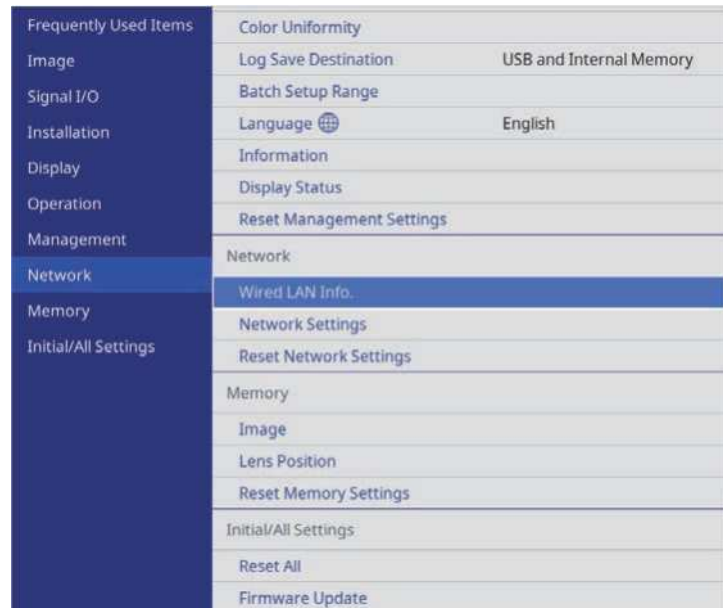 Frequently Used Items
Image
Signal I/O
Installation
Display
Operation
Management
Network
Memory
Initial/All Settings
Color Uniformity
Log Save Destination USB and Internal Memory
Batch Setup Range
Language English
Information
Display Status
Reset Management Settings
Network
Wired LAN Info.
Network Settings
Reset Network Settings
Memory
Image
Lens Position
Reset Memory Settings
Initial/All Settings
Reset All
Firmware Update